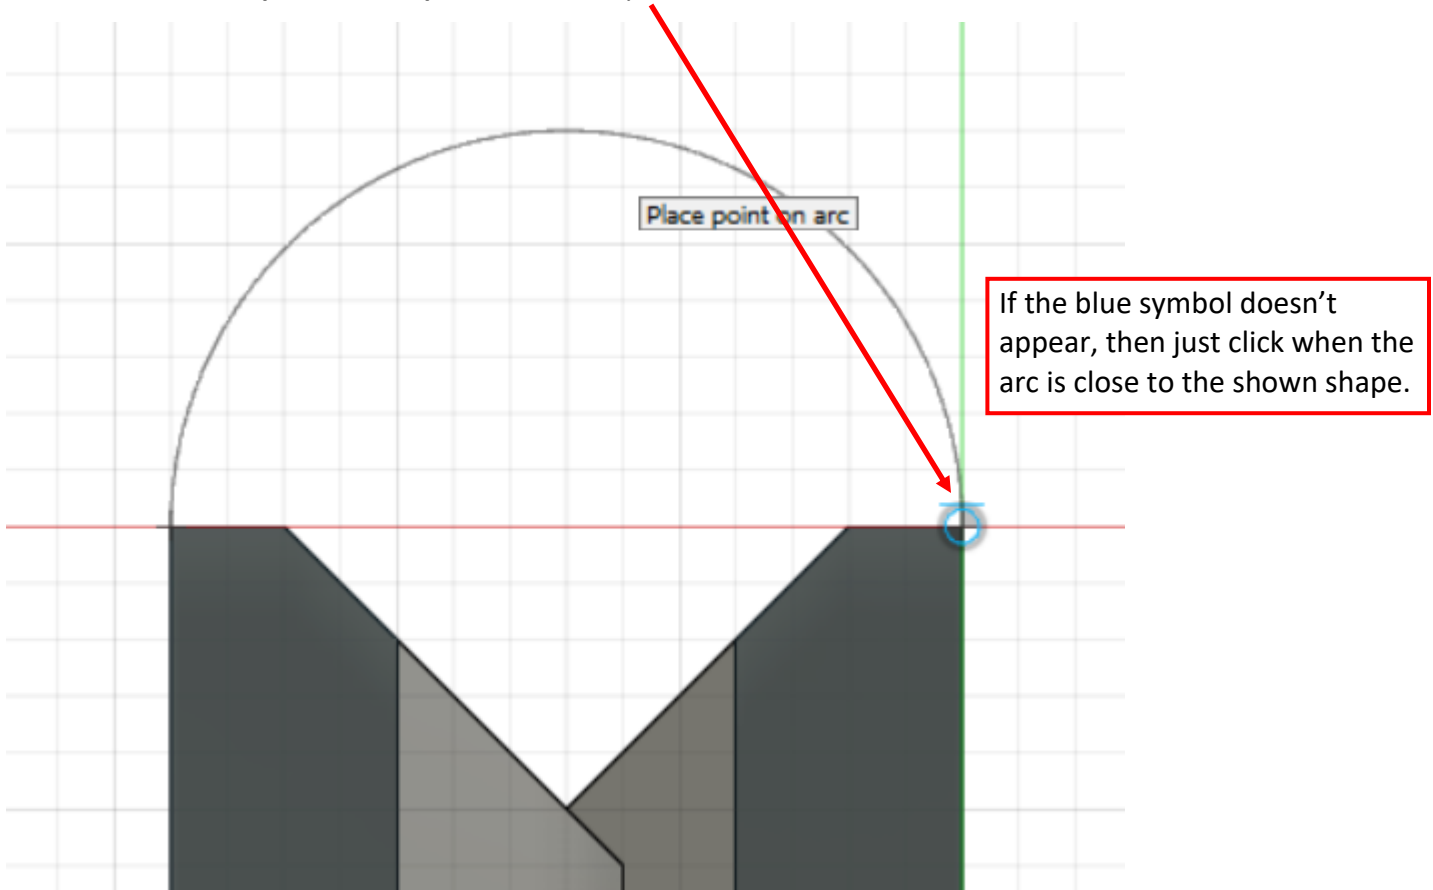 Place point on arc
If the blue symbol doesn’t
appear, then just click when the
arc is close to the shown shape.